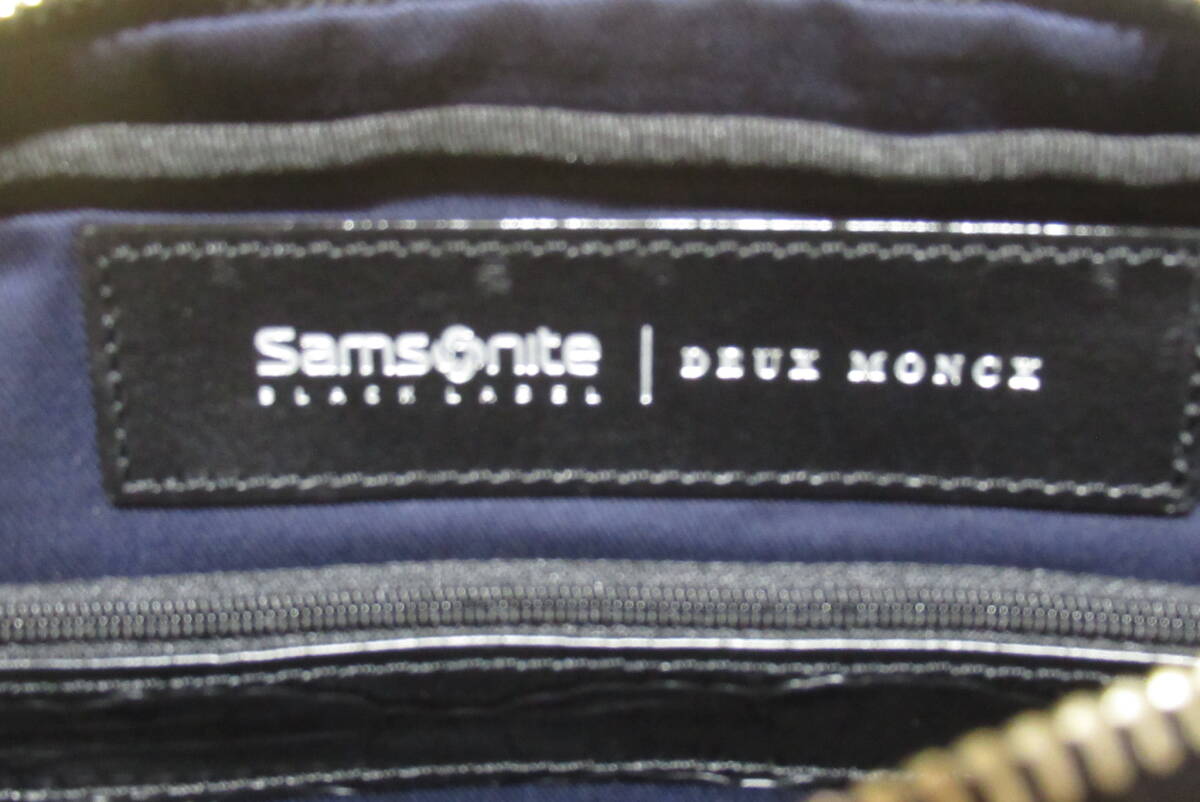 Samsonite
BLACK LABEL
DEUX MONCX